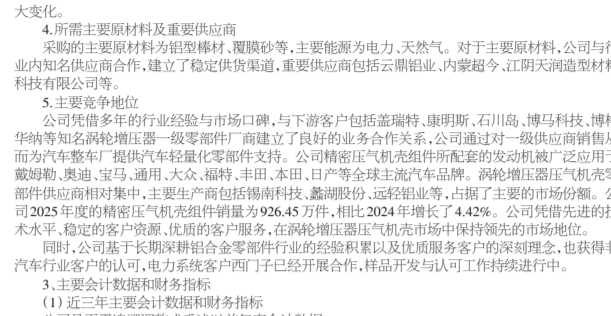 大变化。
4.所需主要原材料及重要供应商
采购的主要原材料为铝型棒材、覆膜砂等，主要能源为电力、天然气。对于主要原材料，公司与行
业内知名供应商合作，建立了稳定供货渠道，重要供应商包括云鼎铝业、内蒙超今、江阴天润造型材料
科技有限公司等。
5.主要竞争地位
公司凭借多年的行业经验与市场口碑，与下游客户包括盖瑞特、康明斯、石川岛、博马科技、博格
华纳等知名涡轮增压器一级零部件厂商建立了良好的业务合作关系，公司通过对一级供应商销售从
而为汽车整车厂提供汽车轻量化零部件支持。公司精密压气机壳组件所配套的发动机被广泛应用于
戴姆勒、奥迪、宝马、通用、大众、福特、丰田、本田、日产等全球主流汽车品牌。涡轮增压器压气机壳零
部件供应商相对集中，主要生产商包括锡南科技、蠡湖股份、远轻铝业等，占据了主要的市场份额。公
司2025年度的精密压气机壳组件销量为926.45万件，相比2024年增长了4.42%。公司凭借先进的技
术水平、稳定的客户资源、优质的客户服务，在涡轮增压器压气机壳市场中保持领先的市场地位。
同时，公司基于长期深耕铝合金零部件行业的经验积累以及优质服务客户的深刻理念，也获得非
汽车行业客户的认可，电力系统客户西门子已经开展合作，样品开发与认可工作持续进行中。
3、主要会计数据和财务指标
（1）近三年主要会计数据和财务指标